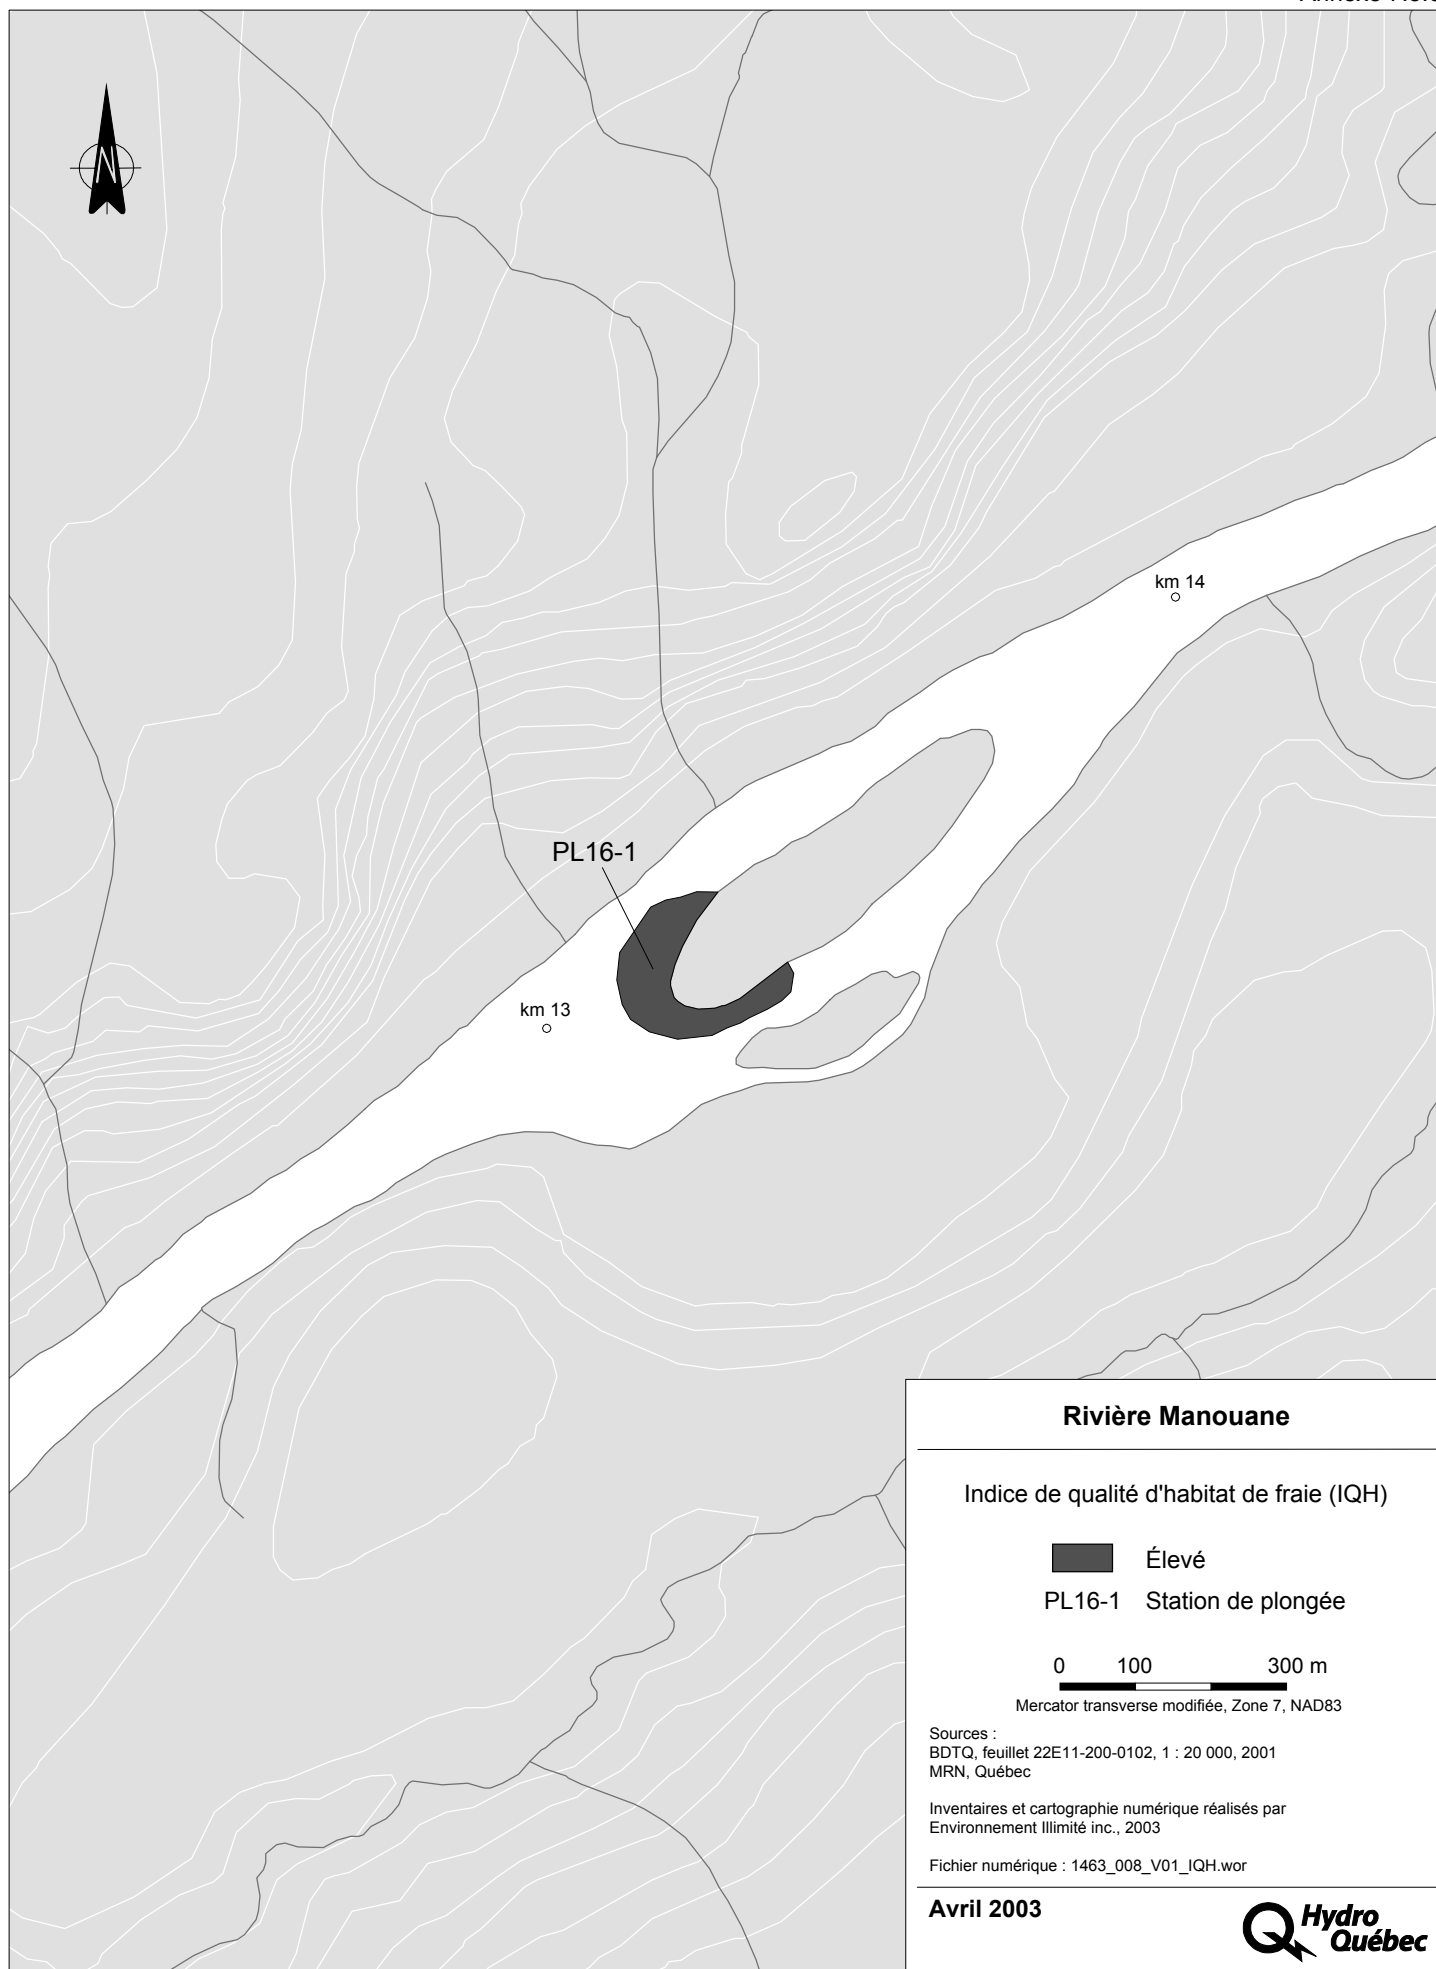 N
km 14
PL16-1
km 13
Rivière Manouane
Indice de qualité d'habitat de fraie (IQH)
Élevé
PL16-1 Station de plongée
0 100 300 m
Mercator transverse modifiée, Zone 7, NAD83
Sources :
BDTQ, feuillet 22E11-200-0102, 1 : 20 000, 2001
MRN, Québec
Inventaires et cartographie numérique réalisés par
Environnement Illimité inc., 2003
Fichier numérique : 1463_008_V01_IQH.wor
Avril 2003
Hydro
Québec